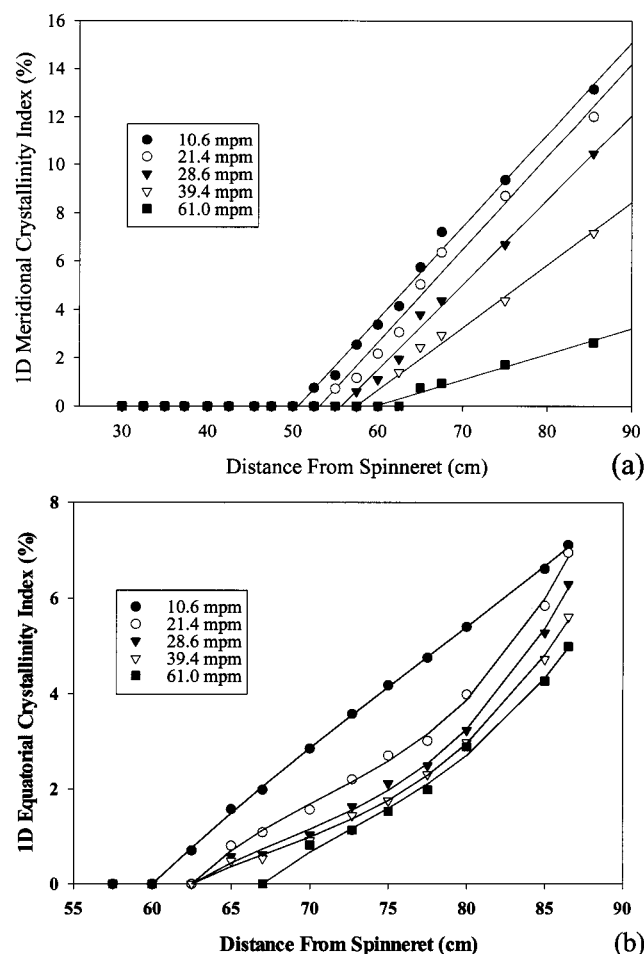 1D Meridional Crystallinity Index (%)
16
14
12
10
8
6
4
2
0
10.6 mpm
21.4 mpm
28.6 mpm
39.4 mpm
61.0 mpm
30 40 50 60 70 80 90
Distance From Spinneret (cm)
(a)
1D Equatorial Crystallinity Index (%)
8
6
4
2
0
10.6 mpm
21.4 mpm
28.6 mpm
39.4 mpm
61.0 mpm
55 60 65 70 75 80 85 90
Distance From Spinneret (cm)
(b)